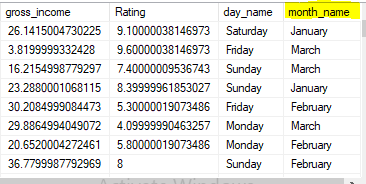 gross_income Rating day_name month_name
26.1415004730225 9.10000038146973 Saturday January
3.8199999332428 9.60000038146973 Friday March
16.2154998779297 7.40000009536743 Sunday March
23.2880001068115 8.39999961853027 Sunday January
30.2084999084473 5.30000019073486 Friday February
29.8864994049072 4.09999990463257 Monday March
20.6520004272461 5.80000019073486 Monday February
36.7799987792969 8 Sunday February
Activate Windows